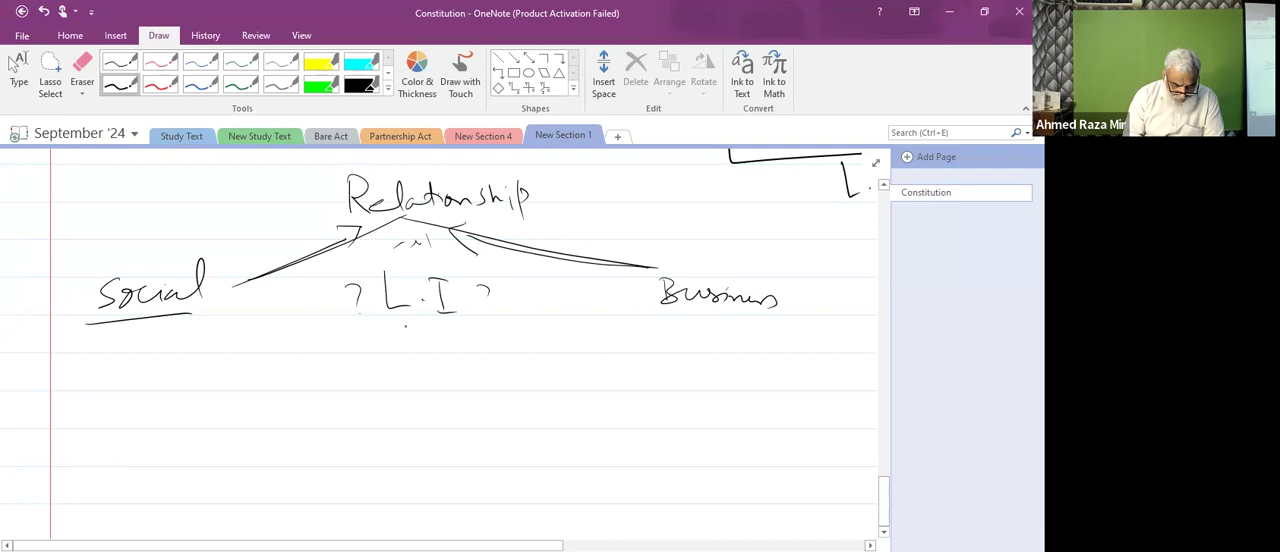 Constitution - OneNote (Product Activation Failed)
?
File Home Insert Draw History Review View
Type
Lasso Select
Eraser
Color & Thickness
Draw with Touch
Insert Space
Delete
Arrange
Rotate
Ink to Text
Ink to Math
Tools
Shapes
Edit
Convert
Ahmed Raza Mir
September '24
Study Text New Study Text Bare Act Partnership Act New Section 4 New Section 1
Search (Ctrl+E)
Add Page
Constitution
L.
Relationship
Social ? L.I ? Business